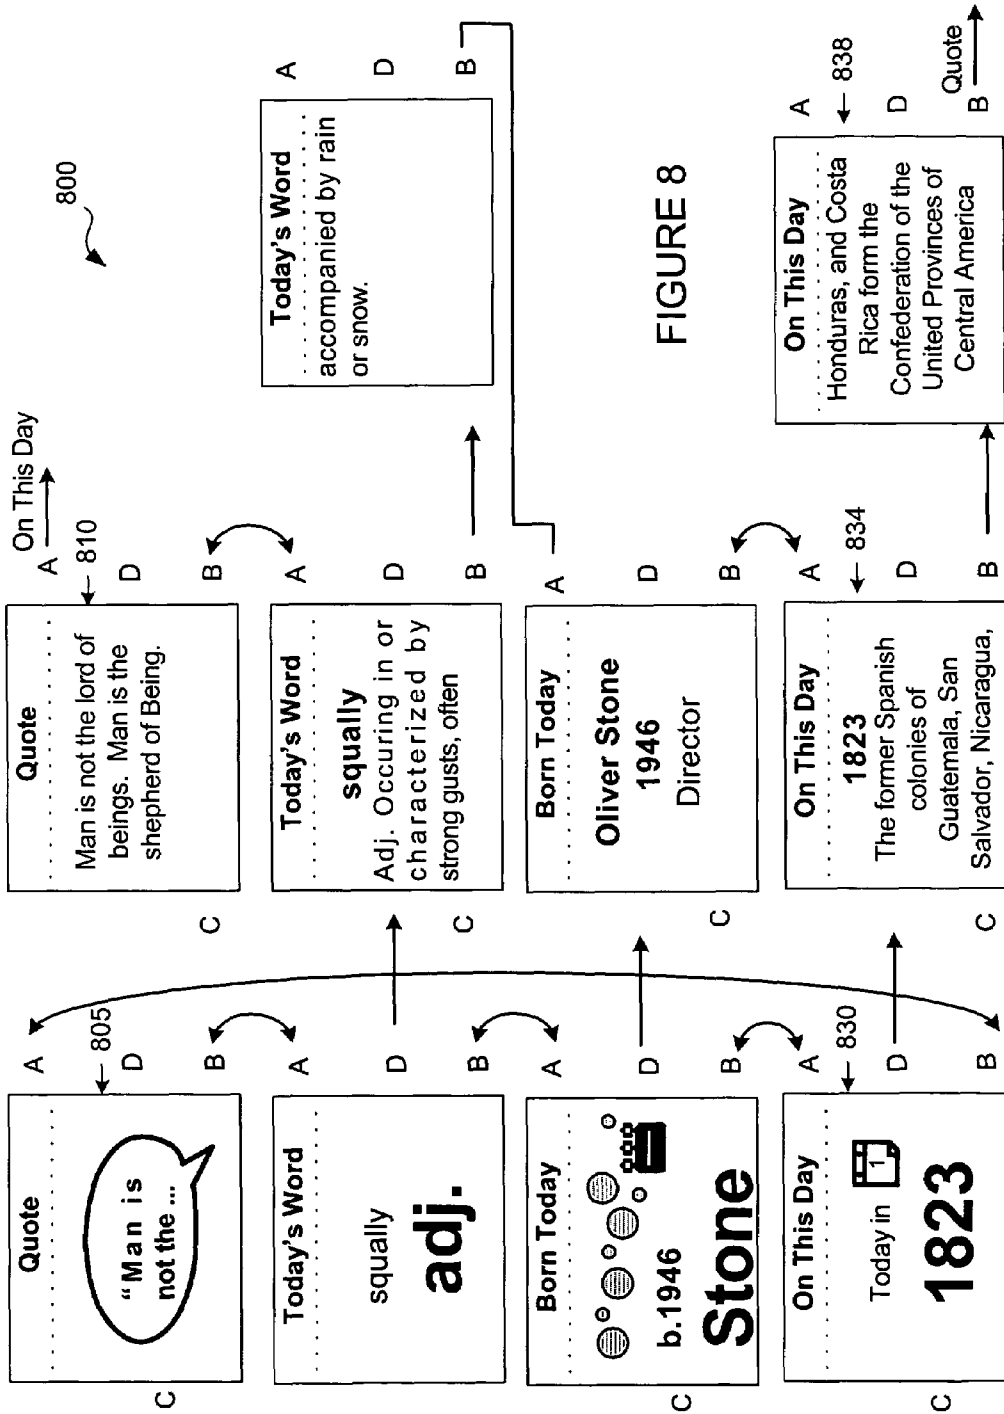 800
Quote
"Man is
not the ...
C
A
805
D
B
Quote
Man is not the lord of
beings. Man is the
shepherd of Being.
C
A
On This Day
810
D
B
Today's Word
squally
adj.
A
D
B
Today's Word
squally
Adj. Occuring in or
characterized by
strong gusts, often
C
A
D
B
Today's Word
accompanied by rain
or snow.
A
D
B
Born Today
b.1946
Stone
C
A
D
B
Born Today
Oliver Stone
1946
Director
C
A
D
B
FIGURE 8
On This Day
Today in
1
1823
C
A
830
D
B
On This Day
1823
The former Spanish
colonies of
Guatemala, San
Salvador, Nicaragua,
C
A
834
D
B
On This Day
Honduras, and Costa
Rica form the
Confederation of the
United Provinces of
Central America
A
838
D
B
Quote